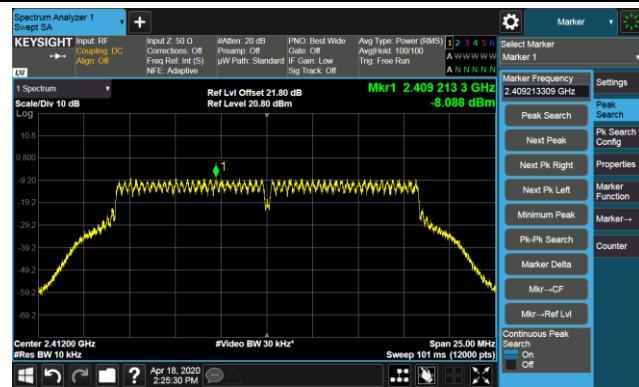 Spectrum Analyzer 1
Swept SA
Marker
KEYSIGHT
Input: RF
Coupling: DC
Align: Off
Input Z: 50 Ω
Corrections: Off
Freq Ref: Int (S)
NFE: Adaptive
#Atten: 20 dB
Preamp: Off
µW Path: Standard
PNO: Best Wide
Gate: Off
IF Gain: Low
Sig Track: Off
Avg Type: Power (RMS)
Avg|Hold: 100/100
Trig: Free Run
1 2 3 4 5 6
A W W W W W
A N N N N N
LXI
Select Marker
Marker 1
Marker Frequency
2.409213309 GHz
Peak Search
Next Peak
Next Pk Right
Next Pk Left
Minimum Peak
Pk-Pk Search
Marker Delta
Mkr→CF
Mkr→Ref Lvl
Continuous Peak
Search
On
Off
Settings
Peak
Search
Pk Search
Config
Properties
Marker
Function
Marker→
Counter
1 Spectrum
Scale/Div 10 dB
Log
Ref Lvl Offset 21.80 dB
Ref Level 20.80 dBm
Mkr1 2.409 213 3 GHz
-8.088 dBm
10.8
0.800
-9.20
-19.2
-29.2
-39.2
-49.2
-59.2
-69.2
1
Center 2.41200 GHz
#Res BW 10 kHz
#Video BW 30 kHz*
Span 25.00 MHz
Sweep 101 ms (12000 pts)
Apr 18, 2020
2:25:30 PM